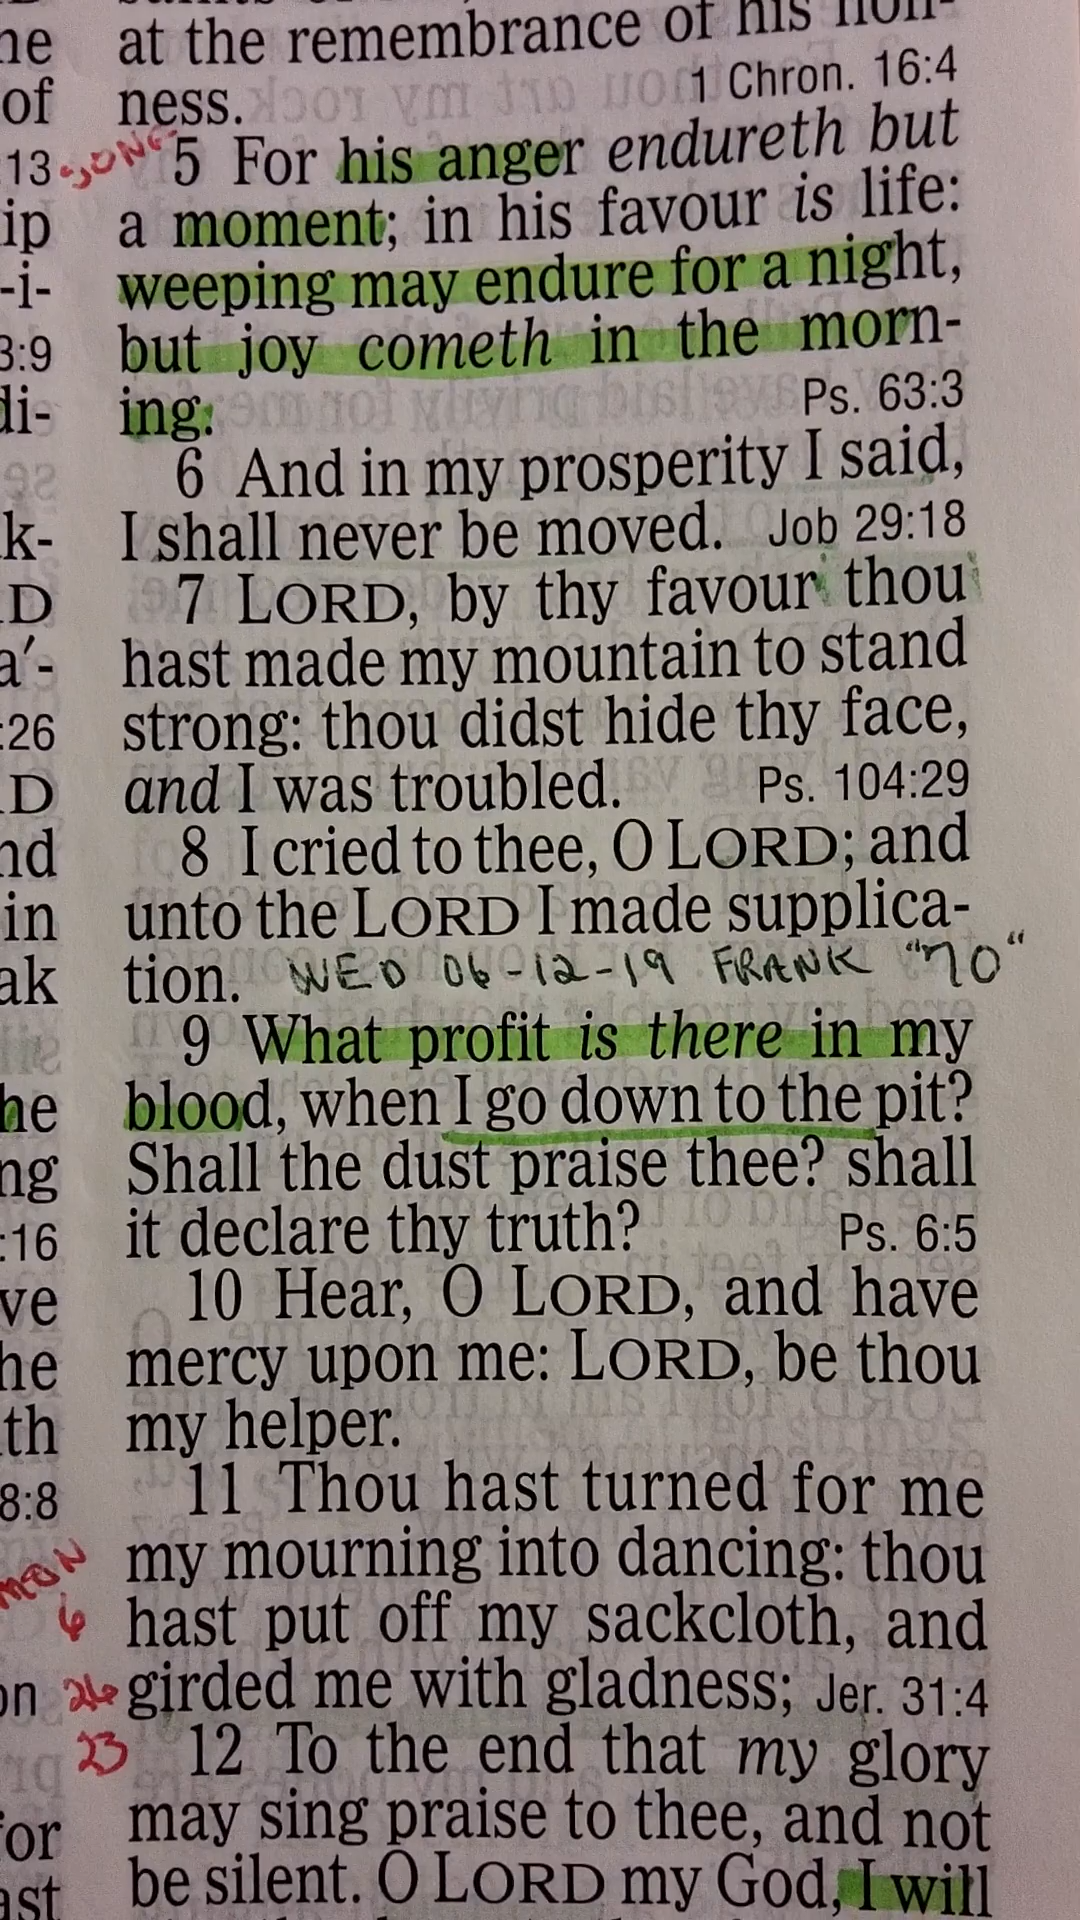 at the remembrance of his holi-
ness. 1 Chron. 16:4
SONG 5 For his anger endureth but
a moment; in his favour is life:
weeping may endure for a night,
but joy cometh in the morn-
ing. Ps. 63:3
6 And in my prosperity I said,
I shall never be moved. Job 29:18
7 LORD, by thy favour thou
hast made my mountain to stand
strong: thou didst hide thy face,
and I was troubled. Ps. 104:29
8 I cried to thee, O LORD; and
unto the LORD I made supplica-
tion. WED 06-12-19 FRANK "70"
9 What profit is there in my
blood, when I go down to the pit?
Shall the dust praise thee? shall
it declare thy truth? Ps. 6:5
10 Hear, O LORD, and have
mercy upon me: LORD, be thou
my helper.
11 Thou hast turned for me
MON my mourning into dancing: thou
6 hast put off my sackcloth, and
26 girded me with gladness; Jer. 31:4
23 12 To the end that my glory
may sing praise to thee, and not
be silent. O LORD my God, I will